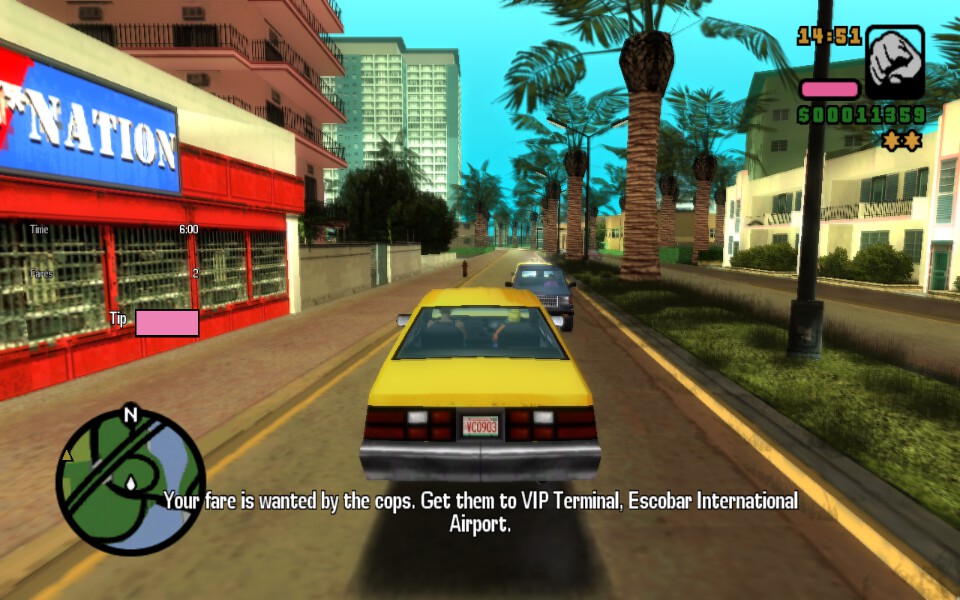 14:51
$00011359
*NATION
Time 6:00
Fares 2
Tip
VC0903
N
Your fare is wanted by the cops. Get them to VIP Terminal, Escobar International
Airport.